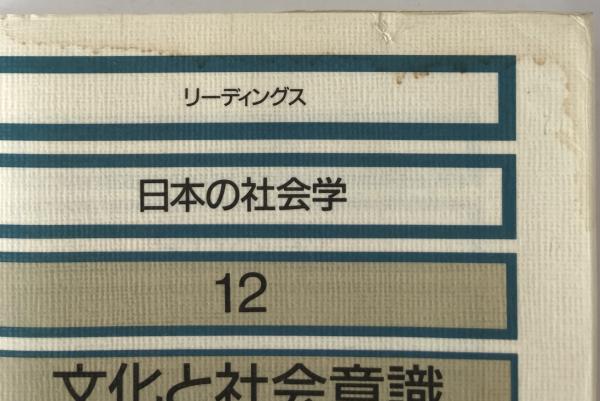 リーディングス
日本の社会学
12
文化と社会意識